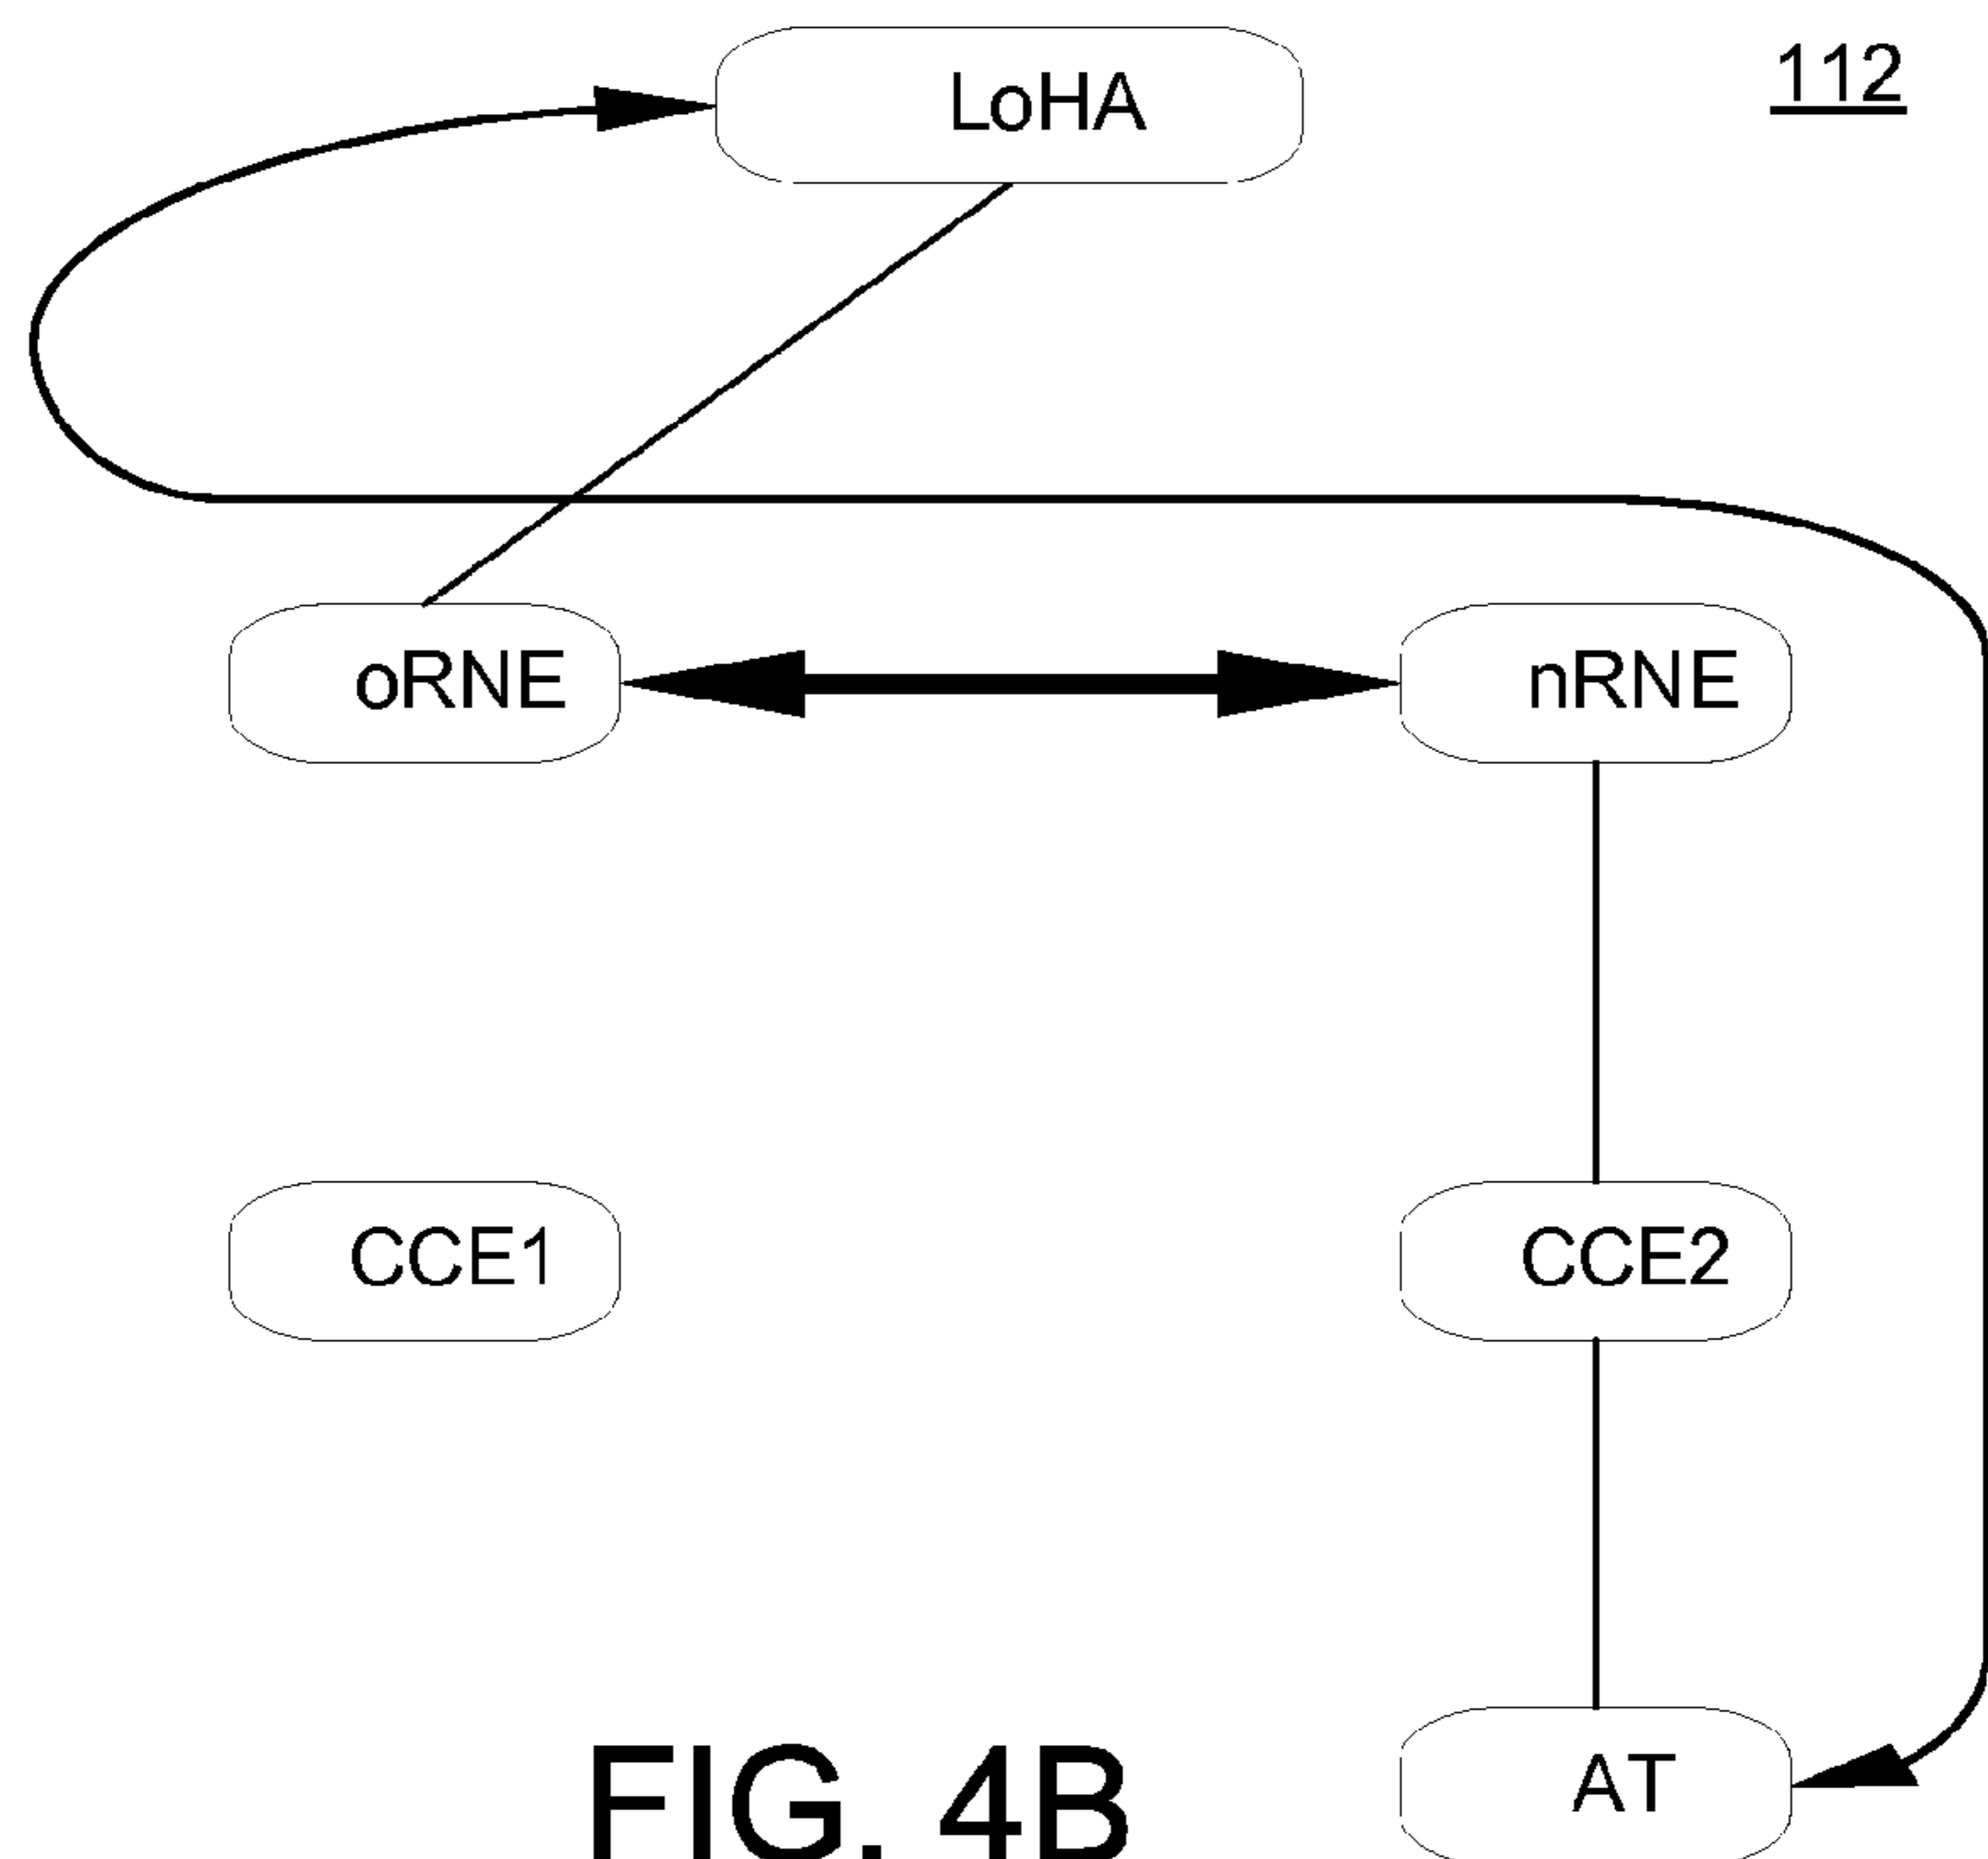 LoHA
112
oRNE
nRNE
CCE1
CCE2
AT
FIG. 4B